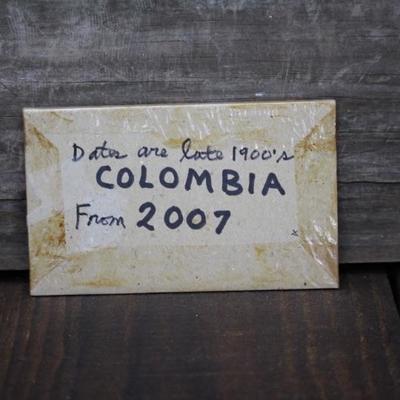 Dates are late 1900's
COLOMBIA
From 2007
x